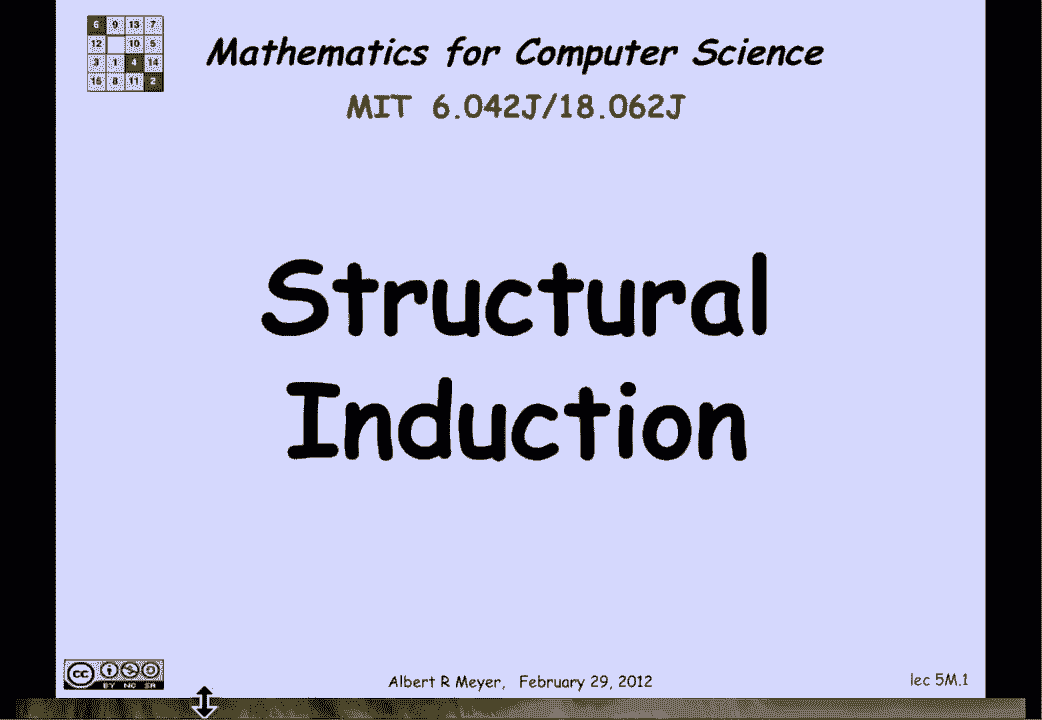 6 9 13 7
12 10 5
3 1 4 14
15 8 11 2
Mathematics for Computer Science
MIT 6.042J/18.062J
Structural
Induction
cc
BY NC SA
Albert R Meyer, February 29, 2012
lec 5M.1